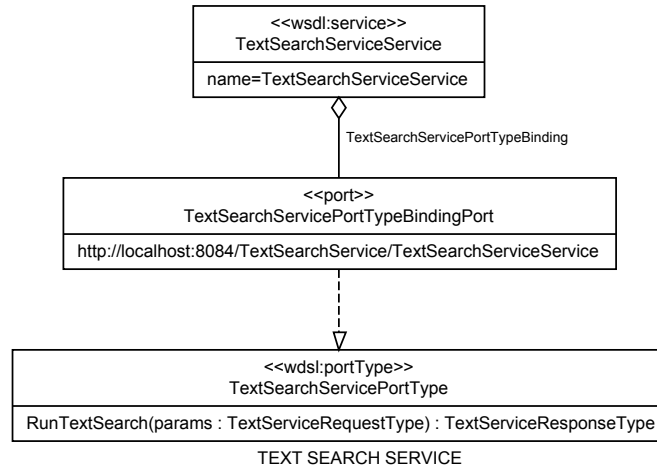 <<wsdl:service>>
TextSearchServiceService
name=TextSearchServiceService
TextSearchServicePortTypeBinding
<<port>>
TextSearchServicePortTypeBindingPort
http://localhost:8084/TextSearchService/TextSearchServiceService
<<wdsl:portType>>
TextSearchServicePortType
RunTextSearch(params : TextServiceRequestType) : TextServiceResponseType
TEXT SEARCH SERVICE